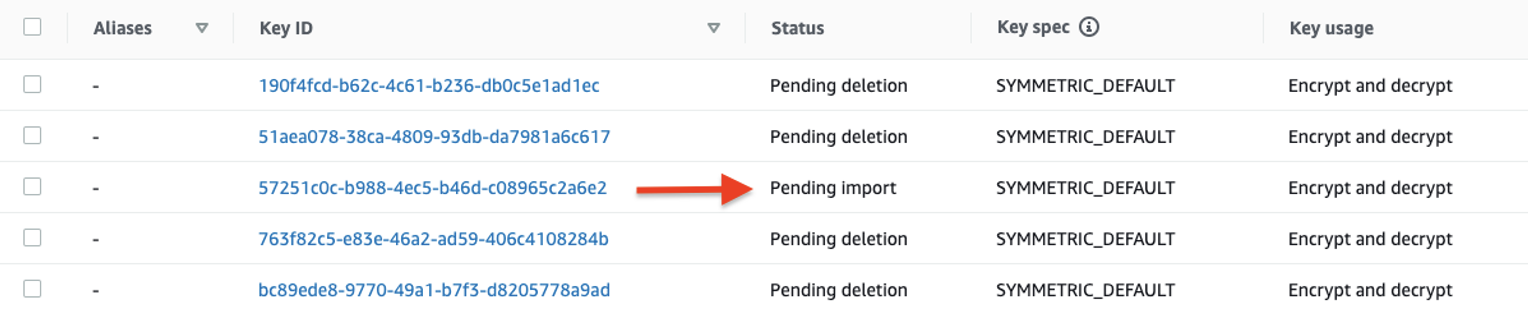 Aliases Key ID Status Key spec Key usage
- 190f4fcd-b62c-4c61-b236-db0c5e1ad1ec Pending deletion SYMMETRIC_DEFAULT Encrypt and decrypt
- 51aea078-38ca-4809-93db-da7981a6c617 Pending deletion SYMMETRIC_DEFAULT Encrypt and decrypt
- 57251c0c-b988-4ec5-b46d-c08965c2a6e2 Pending import SYMMETRIC_DEFAULT Encrypt and decrypt
- 763f82c5-e83e-46a2-ad59-406c4108284b Pending deletion SYMMETRIC_DEFAULT Encrypt and decrypt
- bc89ede8-9770-49a1-b7f3-d8205778a9ad Pending deletion SYMMETRIC_DEFAULT Encrypt and decrypt